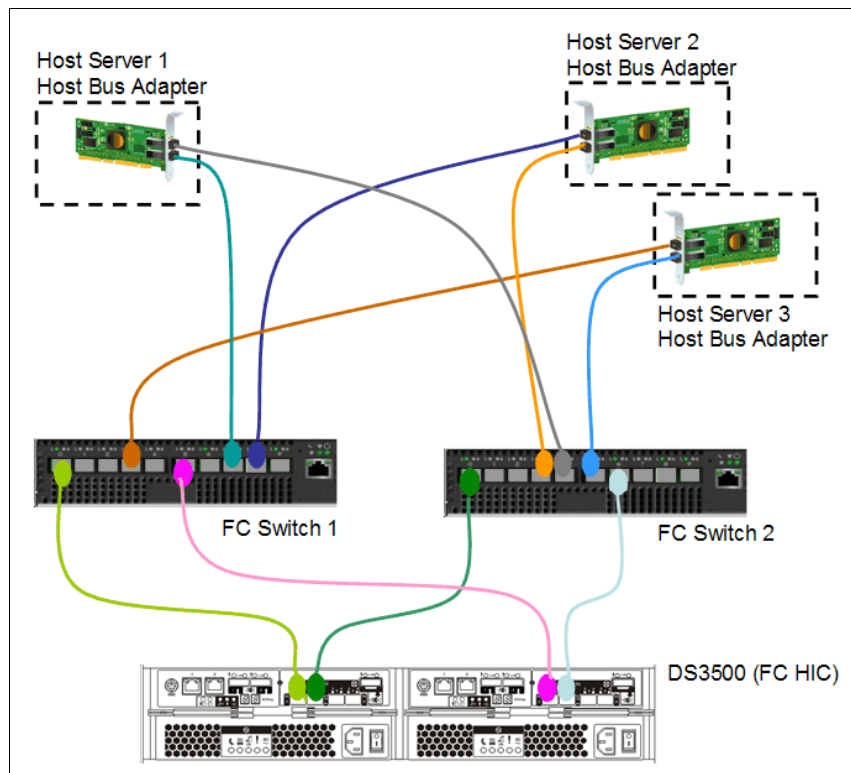 Host Server 1
Host Bus Adapter
Host Server 2
Host Bus Adapter
Host Server 3
Host Bus Adapter
FC Switch 1
FC Switch 2
DS3500 (FC HIC)